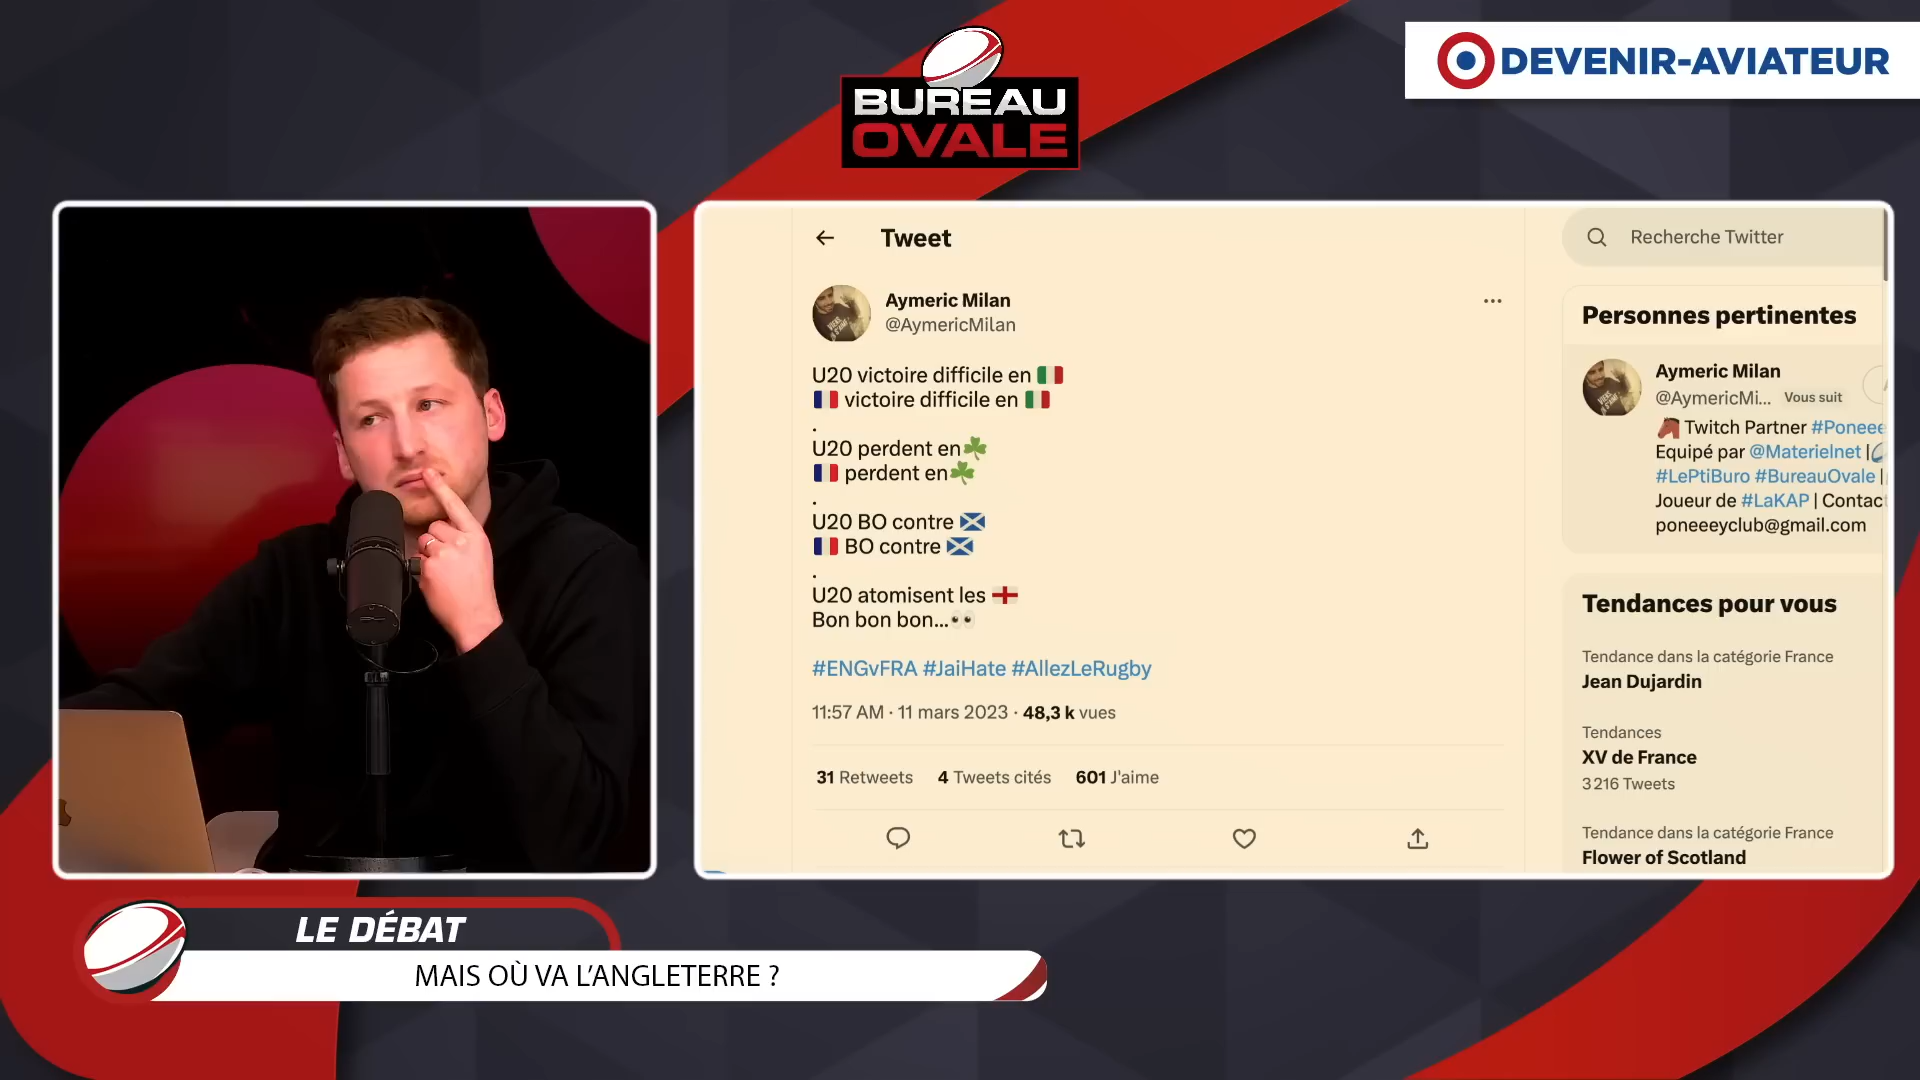 BUREAU
OVALE
DEVENIR-AVIATEUR
Tweet
Aymeric Milan
@AymericMilan
U20 victoire difficile en 🇮🇹
🇫🇷 victoire difficile en 🇮🇹
.
U20 perdent en☘️
🇫🇷 perdent en☘️
.
U20 BO contre 🏴󠁧󠁢󠁳󠁣󠁴󠁿
🇫🇷 BO contre 🏴󠁧󠁢󠁳󠁣󠁴󠁿
.
U20 atomisent les 🏴󠁧󠁢󠁥󠁮󠁧󠁿
Bon bon bon...👀
#ENGvFRA #JaiHate #AllezLeRugby
11:57 AM · 11 mars 2023 · 48,3 k vues
31 Retweets 4 Tweets cités 601 J'aime
Recherche Twitter
Personnes pertinentes
Aymeric Milan
@AymericMi... Vous suit
🐴 Twitch Partner #Poneee
Equipé par @Materielnet |
#LePtiBuro #BureauOvale |
Joueur de #LaKAP | Contac
poneeeyclub@gmail.com
Tendances pour vous
Tendance dans la catégorie France
Jean Dujardin
Tendances
XV de France
3 216 Tweets
Tendance dans la catégorie France
Flower of Scotland
LE DÉBAT
MAIS OÙ VA L'ANGLETERRE ?